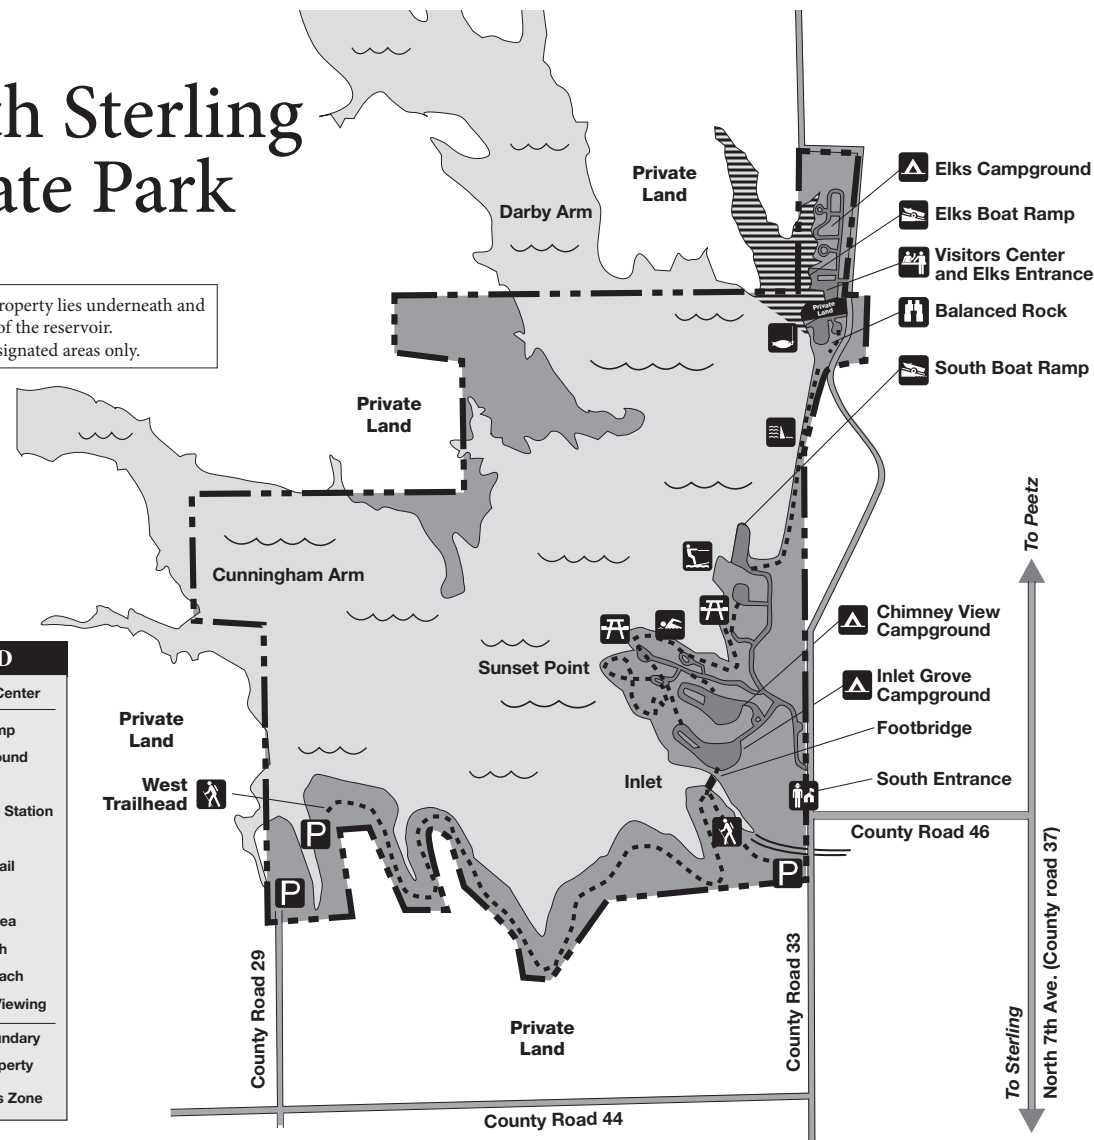 th Sterling
ate Park
roperty lies underneath and
of the reservoir.
signated areas only.
Private
Land
Darby Arm
Elks Campground
Elks Boat Ramp
Visitors Center
and Elks Entrance
Private
Land
Balanced Rock
South Boat Ramp
Private
Land
To Peetz
Cunningham Arm
Chimney View
Campground
Sunset Point
Inlet Grove
Campground
Footbridge
Private
Land
West
Trailhead
Inlet
South Entrance
P
County Road 46
P
P
County Road 29
County Road 33
North 7th Ave. (County road 37)
To Sterling
Private
Land
County Road 44
D
Center
mp
ound
Station
ail
ea
h
ach
Viewing
undary
perty
s Zone